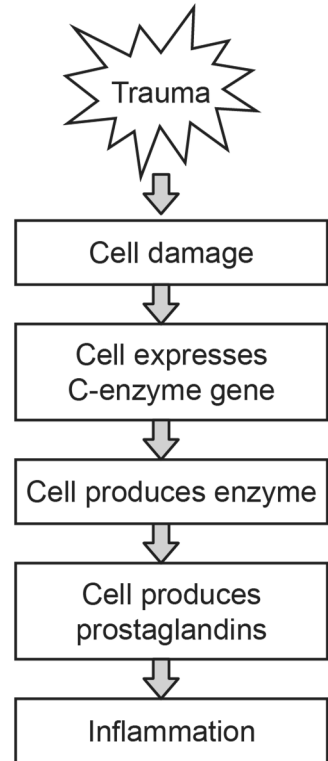 Trauma
Cell damage
Cell expresses
C-enzyme gene
Cell produces enzyme
Cell produces
prostaglandins
Inflammation